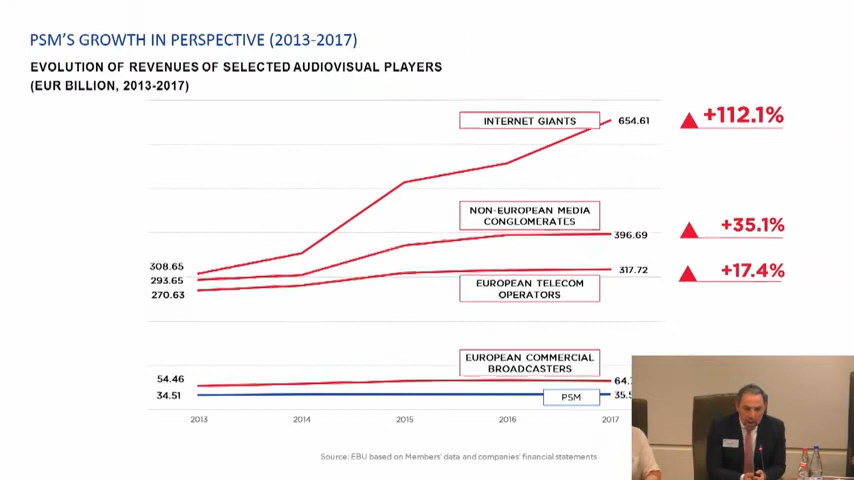 PSM'S GROWTH IN PERSPECTIVE (2013-2017)
EVOLUTION OF REVENUES OF SELECTED AUDIOVISUAL PLAYERS
(EUR BILLION, 2013-2017)
INTERNET GIANTS
654.61
+112.1%
NON-EUROPEAN MEDIA
CONGLOMERATES
396.69
+35.1%
308.65
293.65
270.63
317.72
+17.4%
EUROPEAN TELECOM
OPERATORS
EUROPEAN COMMERCIAL
BROADCASTERS
54.46
34.51
PSM
2013 2014 2015 2016 2017
Source: EBU based on Members' data and companies' financial statements.